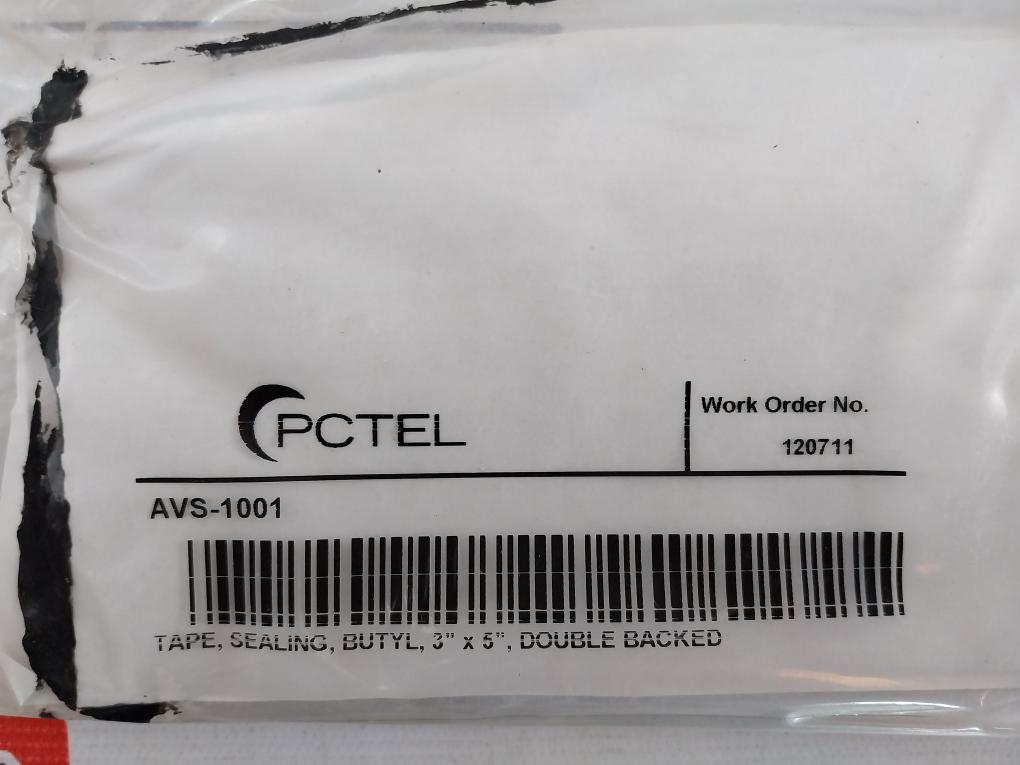 PCTEL
Work Order No.
120711
AVS-1001
TAPE, SEALING, BUTYL, 3" x 5", DOUBLE BACKED